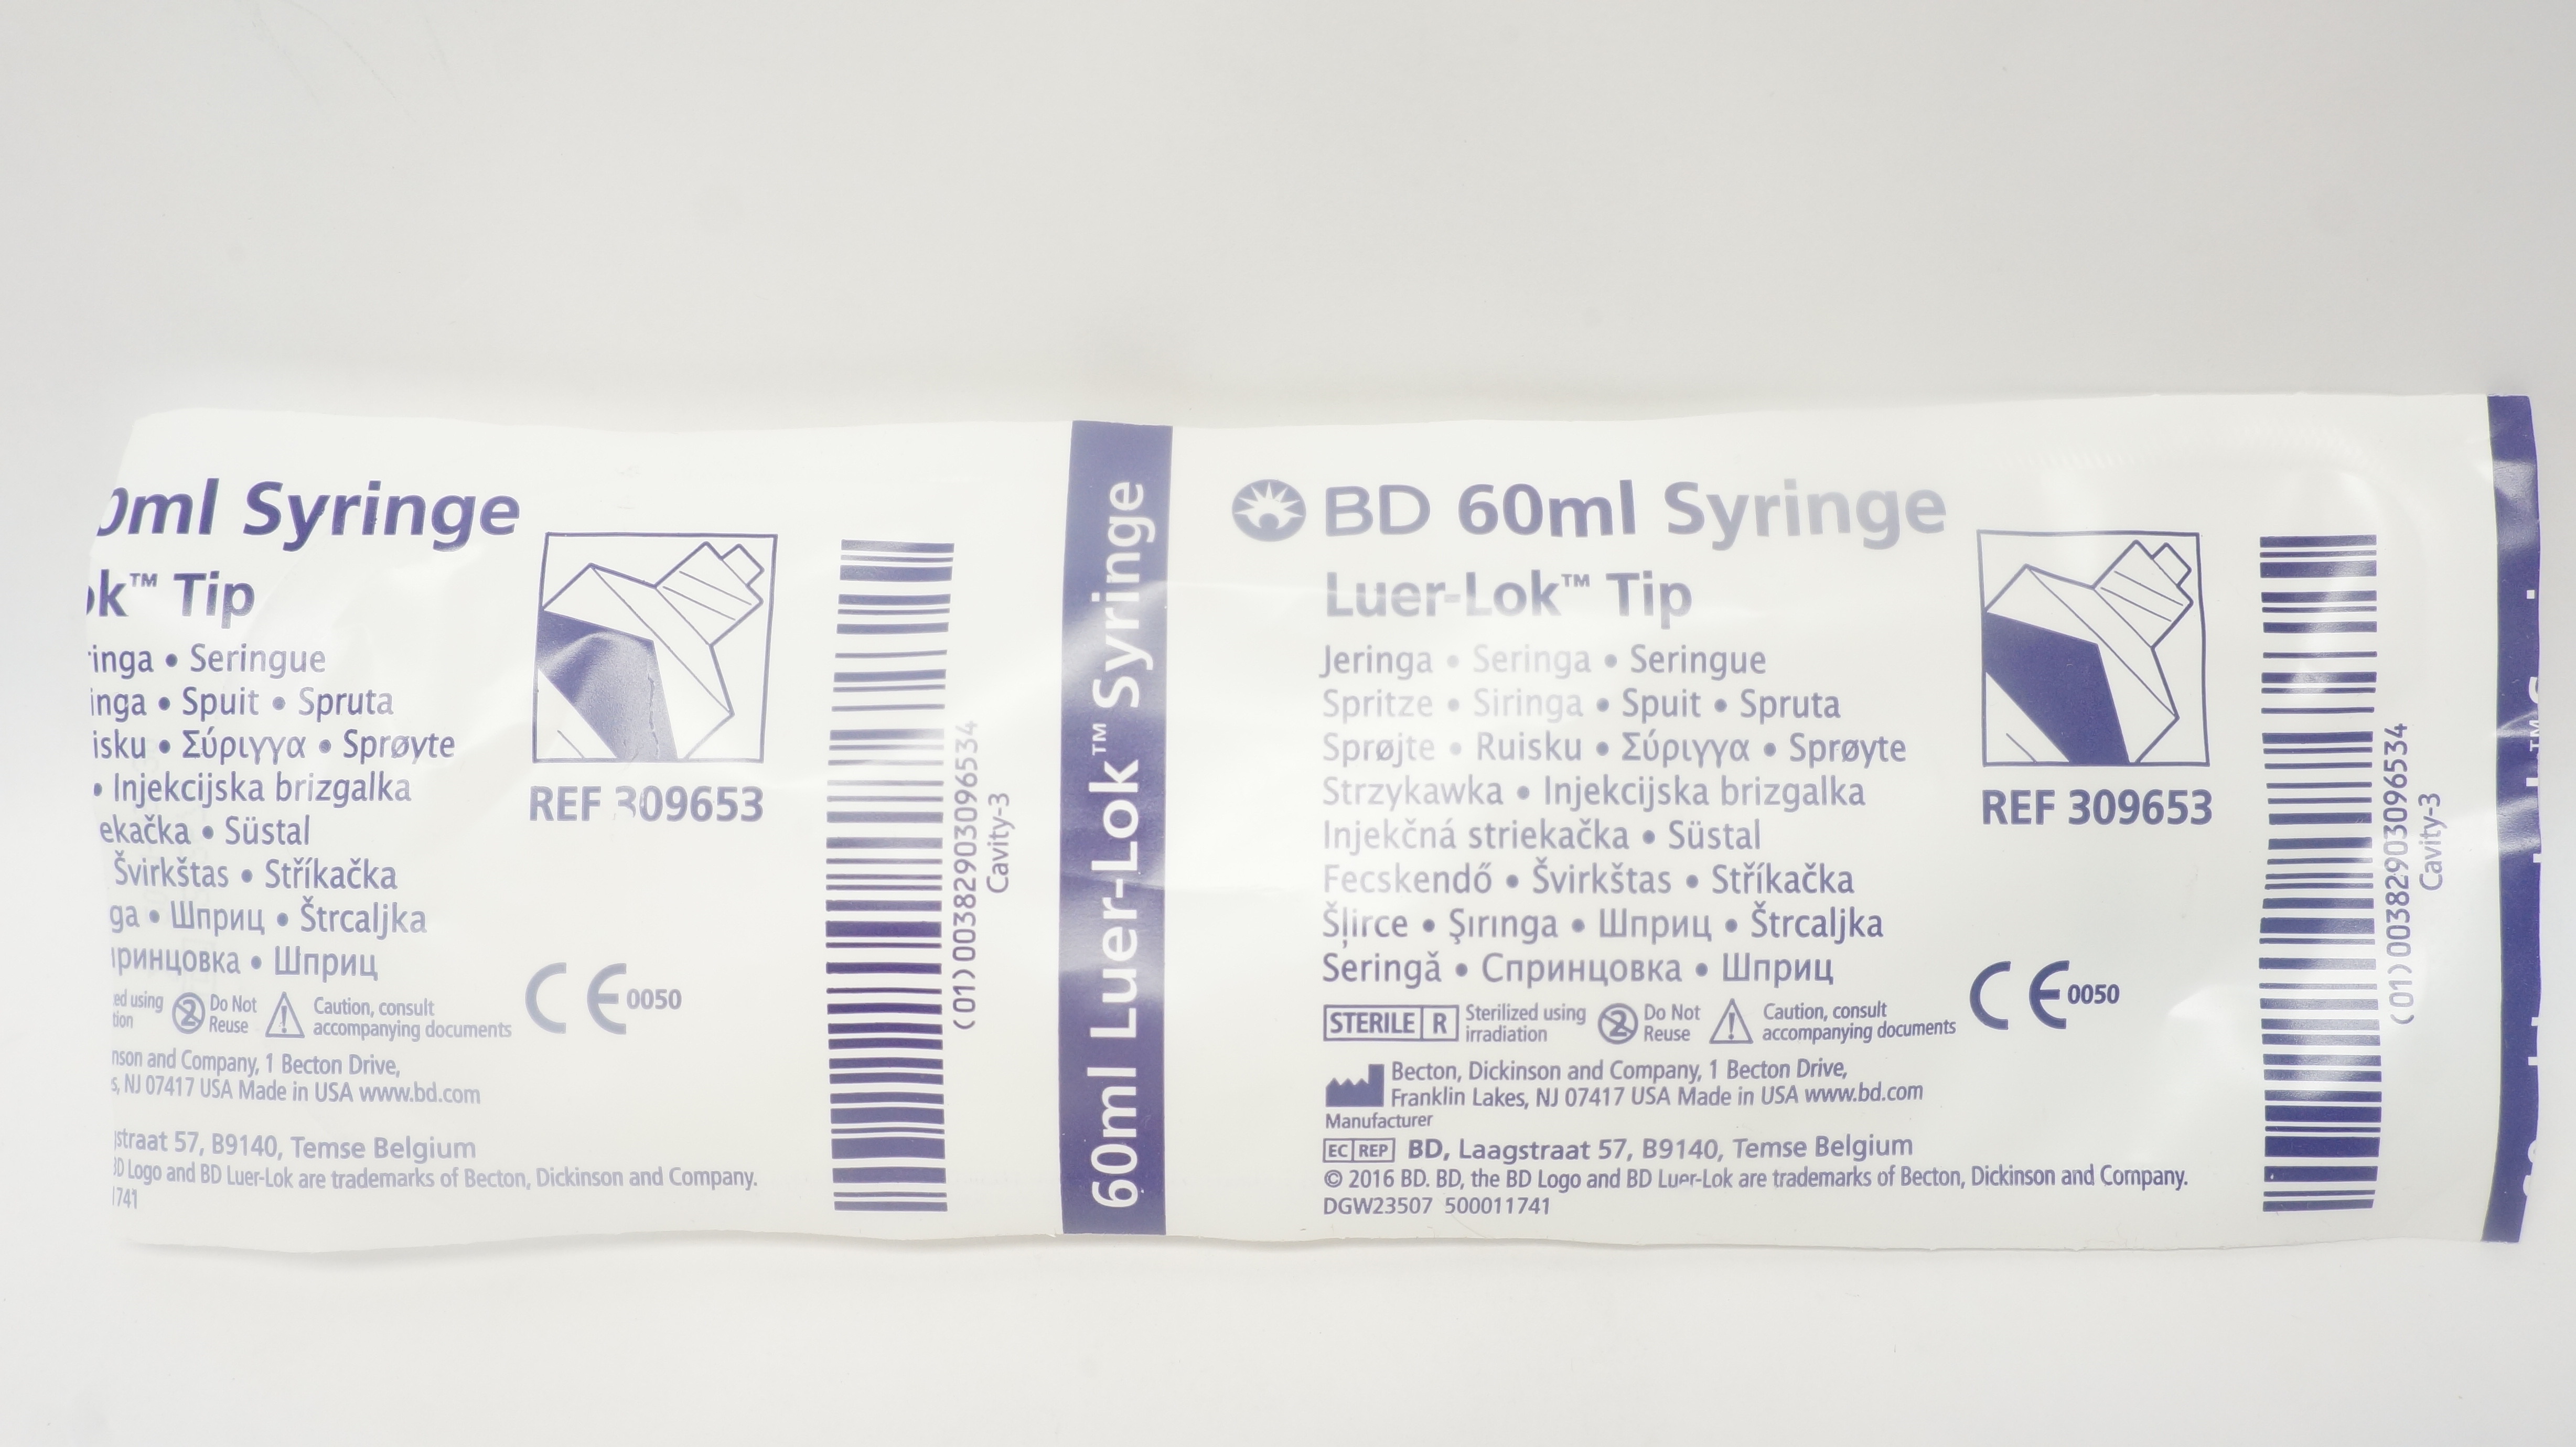 ml Syringe
k™ Tip
inga • Seringue
inga • Spuit • Spruta
isku • Σύριγγα • Sprøyte
• Injekcijska brizgalka
ekačka • Süstal
Švirkštas • Stříkačka
ga • Шприц • Štrcaljka
принцовка • Шприц
ed using
tion
Do Not
Reuse
Caution, consult
accompanying documents
nson and Company, 1 Becton Drive,
s, NJ 07417 USA Made in USA www.bd.com
straat 57, B9140, Temse Belgium
BD Logo and BD Luer-Lok are trademarks of Becton, Dickinson and Company.
1741
REF 309653
CE 0050
(01)00382903096534
Cavity-3
60ml Luer-Lok™ Syringe
BD 60ml Syringe
Luer-Lok™ Tip
Jeringa • Seringa • Seringue
Spritze • Siringa • Spuit • Spruta
Sprøjte • Ruisku • Σύριγγα • Sprøyte
Strzykawka • Injekcijska brizgalka
Injekčná striekačka • Süstal
Fecskendő • Švirkštas • Stříkačka
Šļirce • Şırınga • Шприц • Štrcaljka
Seringă • Спринцовка • Шприц
STERILE R
Sterilized using
irradiation
2
Do Not
Reuse
Caution, consult
accompanying documents
Becton, Dickinson and Company, 1 Becton Drive,
Franklin Lakes, NJ 07417 USA Made in USA www.bd.com
Manufacturer
EC REP BD, Laagstraat 57, B9140, Temse Belgium
© 2016 BD. BD, the BD Logo and BD Luer-Lok are trademarks of Becton, Dickinson and Company.
DGW23507 500011741
REF 309653
CE 0050
(01)00382903096534
Cavity-3